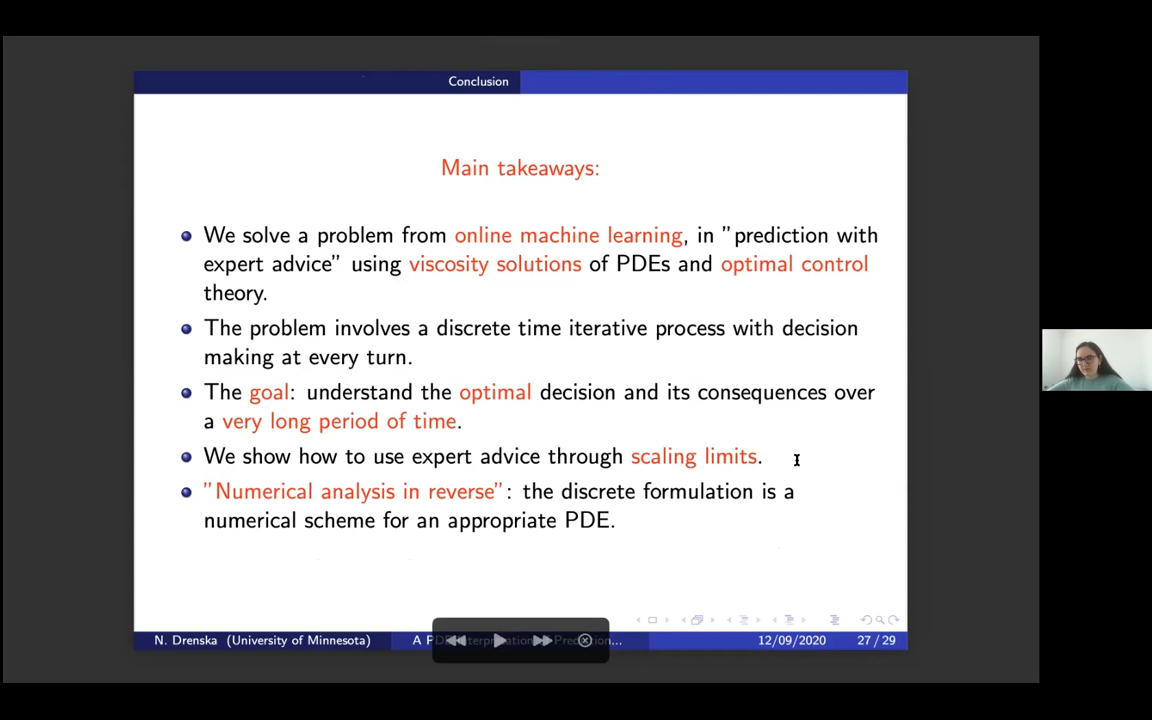 Conclusion
Main takeaways:
We solve a problem from online machine learning, in "prediction with
expert advice" using viscosity solutions of PDEs and optimal control
theory.
The problem involves a discrete time iterative process with decision
making at every turn.
The goal: understand the optimal decision and its consequences over
a very long period of time.
We show how to use expert advice through scaling limits.
"Numerical analysis in reverse": the discrete formulation is a
numerical scheme for an appropriate PDE.
N. Drenska (University of Minnesota) A PDE Interpretation Predict...
12/09/2020 27 / 29